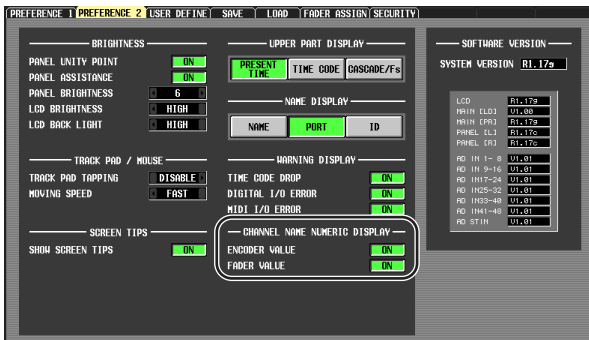 PREFERENCE 1 PREFERENCE 2 USER DEFINE SAVE LOAD FADER ASSIGN SECURITY
BRIGHTNESS
PANEL UNITY POINT ON
PANEL ASSISTANCE ON
PANEL BRIGHTNESS 6
LCD BRIGHTNESS HIGH
LCD BACK LIGHT HIGH
TRACK PAD / MOUSE
TRACK PAD TAPPING DISABLE
MOVING SPEED FAST
SCREEN TIPS
SHOW SCREEN TIPS ON
UPPER PART DISPLAY
PRESENT TIME TIME CODE CASCADE/Fs
NAME DISPLAY
NAME PORT ID
WARNING DISPLAY
TIME CODE DROP ON
DIGITAL I/O ERROR ON
MIDI I/O ERROR ON
CHANNEL NAME NUMERIC DISPLAY
ENCODER VALUE ON
FADER VALUE ON
SOFTWARE VERSION
SYSTEM VERSION R1.17g
LCD R1.17g
MAIN [LD] V1.00
MAIN [PR] R1.17g
PANEL [L] R1.17c
PANEL [R] R1.17c
AD IN 1- 8 V1.01
AD IN 9-16 V1.01
AD IN17-24 V1.01
AD IN25-32 V1.01
AD IN33-40 V1.01
AD IN41-48 V1.01
AD STIN V1.01